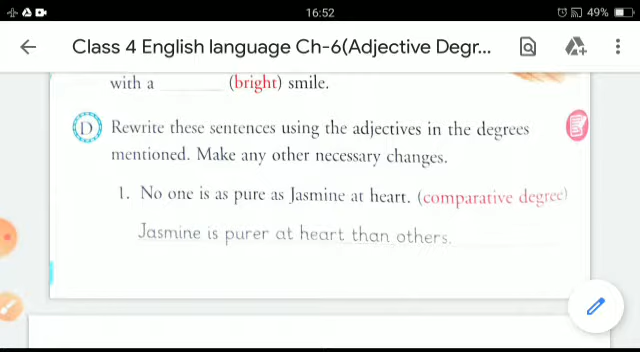 16:52
49%
Class 4 English language Ch-6(Adjective Degr...
with a ________ (bright) smile.
D Rewrite these sentences using the adjectives in the degrees
mentioned. Make any other necessary changes.
1. No one is as pure as Jasmine at heart. (comparative degree)
Jasmine is purer at heart than others.